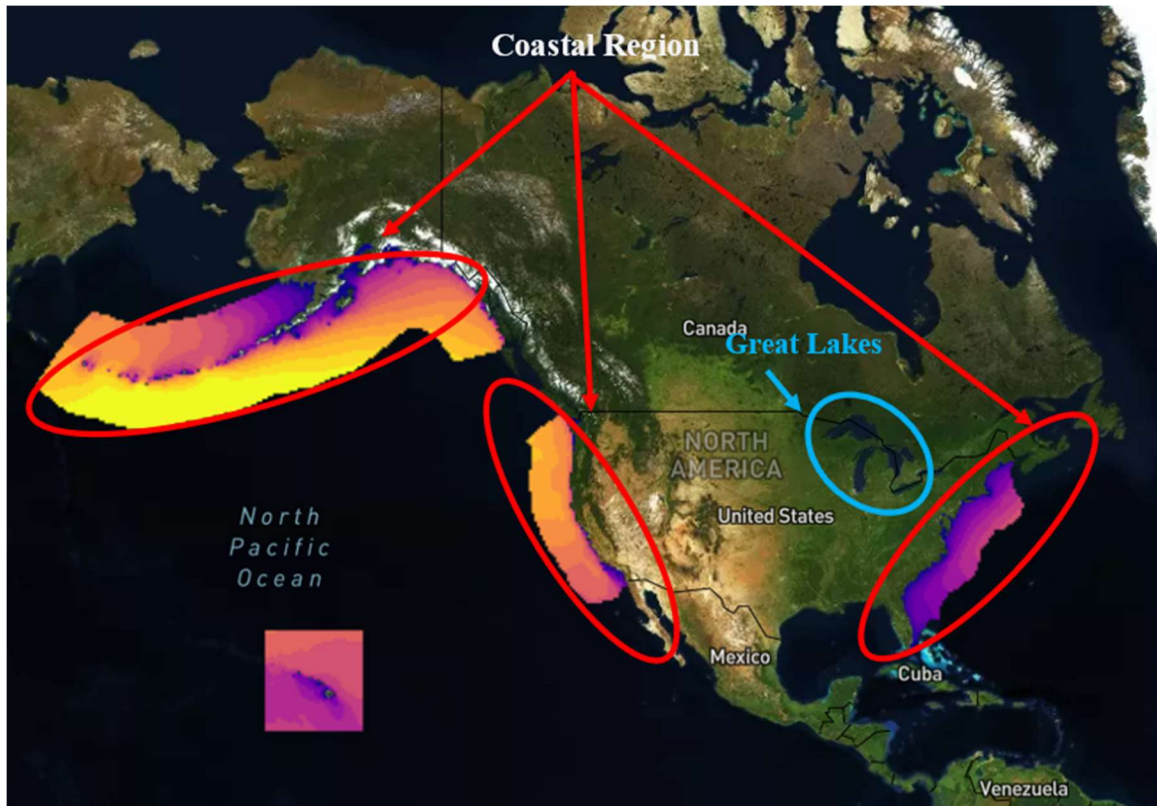 Coastal Region
Canada
Great Lakes
NORTH
AMERICA
United States
North
Pacific
Ocean
Mexico
Cuba
Venezuela